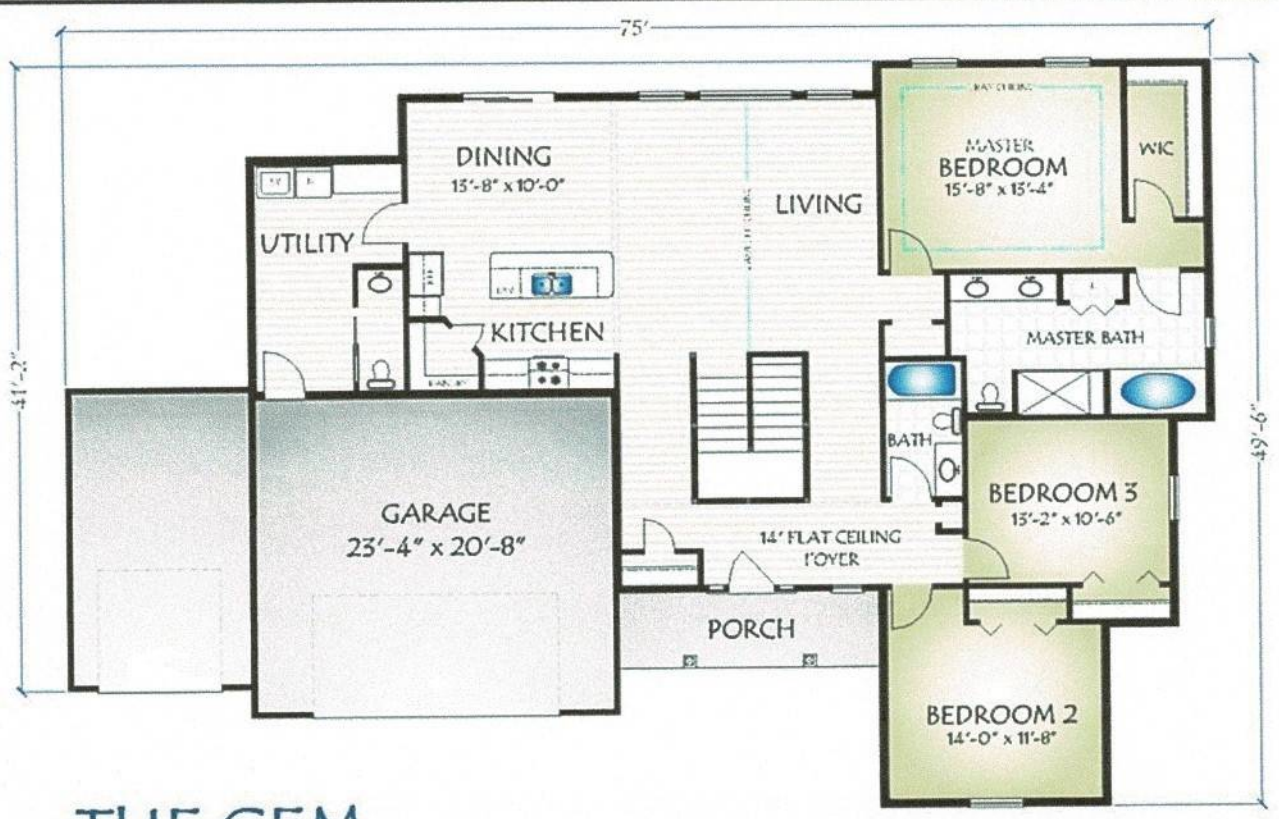 75'
DINING
13'-8" x 10'-0"
LIVING
MASTER
BEDROOM
15'-8" x 13'-4"
WIC
UTILITY
KITCHEN
MASTER BATH
BATH
41'-2"
49'-6"
GARAGE
23'-4" x 20'-8"
BEDROOM 3
13'-2" x 10'-6"
14' FLAT CEILING
FOYER
PORCH
BEDROOM 2
14'-0" x 11'-8"
THE GEM